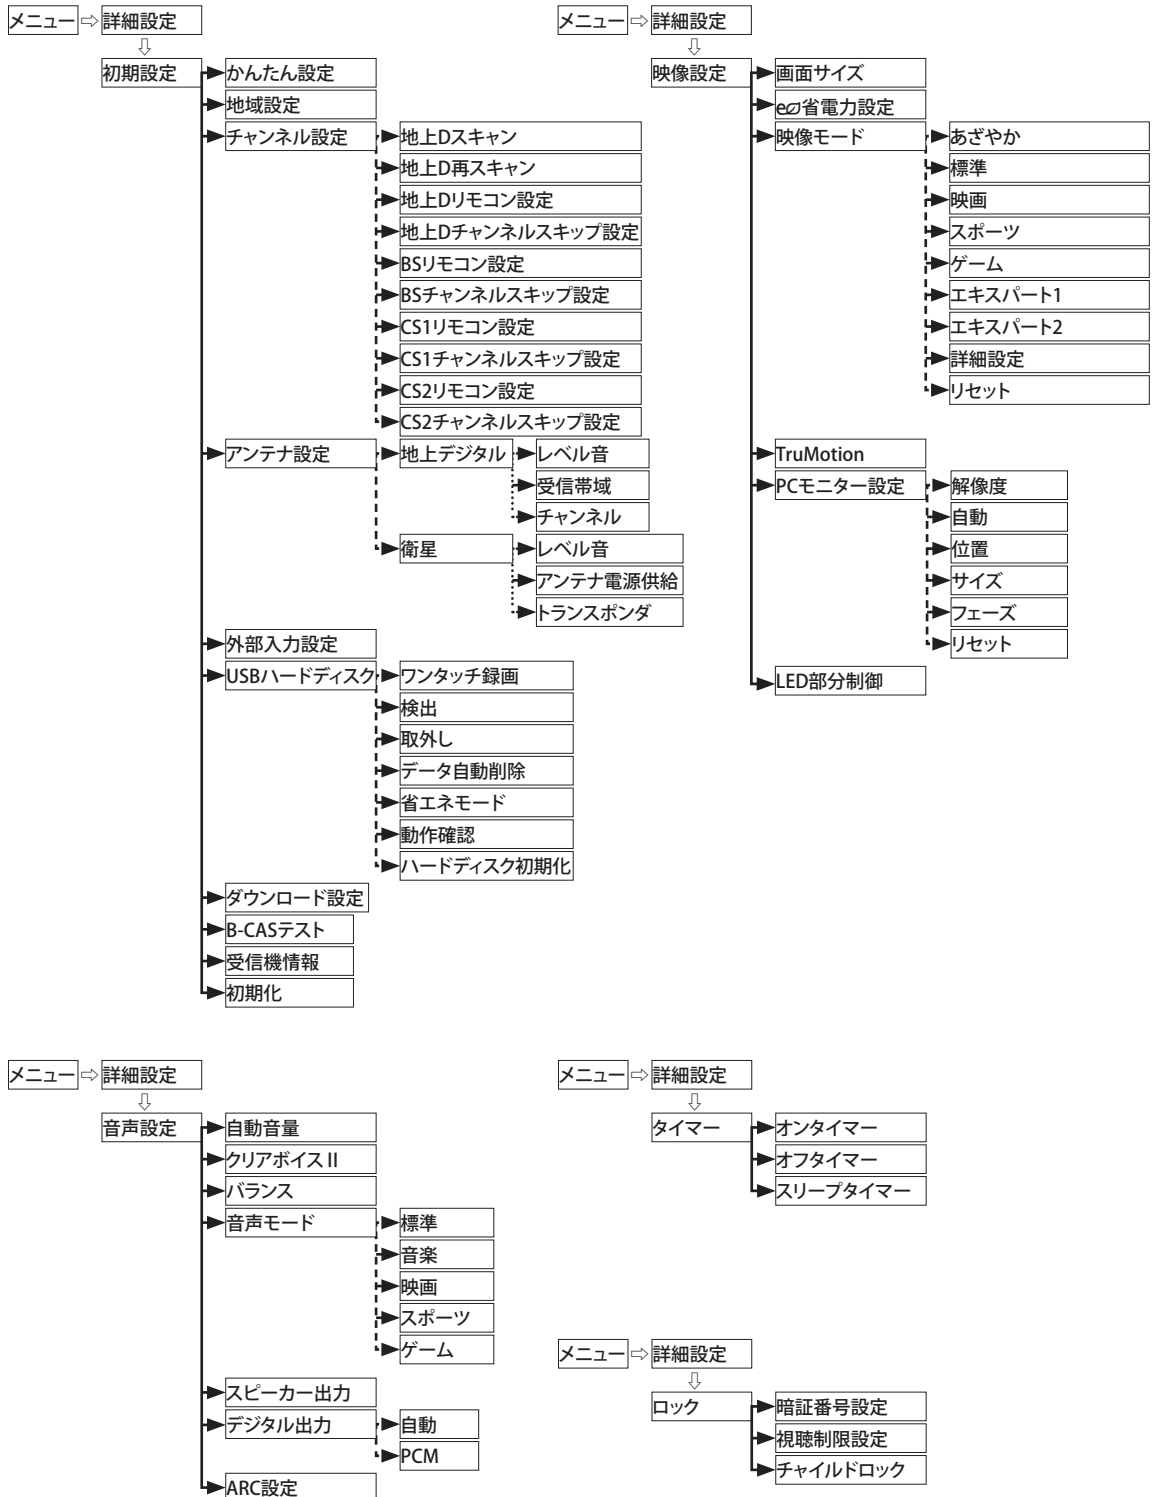 メニュー ⇨ 詳細設定
初期設定
かんたん設定
地域設定
チャンネル設定
地上Dスキャン
地上D再スキャン
地上Dリモコン設定
地上Dチャンネルスキップ設定
BSリモコン設定
BSチャンネルスキップ設定
CS1リモコン設定
CS1チャンネルスキップ設定
CS2リモコン設定
CS2チャンネルスキップ設定
アンテナ設定
地上デジタル
レベル音
受信帯域
チャンネル
衛星
レベル音
アンテナ電源供給
トランスポンダ
外部入力設定
USBハードディスク
ワンタッチ録画
検出
取外し
データ自動削除
省エネモード
動作確認
ハードディスク初期化
ダウンロード設定
B-CASテスト
受信機情報
初期化
メニュー ⇨ 詳細設定
映像設定
画面サイズ
e省電力設定
映像モード
あざやか
標準
映画
スポーツ
ゲーム
エキスパート1
エキスパート2
詳細設定
リセット
TruMotion
PCモニター設定
解像度
自動
位置
サイズ
フェーズ
リセット
LED部分制御
メニュー ⇨ 詳細設定
音声設定
自動音量
クリアボイスⅡ
バランス
音声モード
標準
音楽
映画
スポーツ
ゲーム
スピーカー出力
デジタル出力
自動
PCM
ARC設定
メニュー ⇨ 詳細設定
タイマー
オンタイマー
オフタイマー
スリープタイマー
メニュー ⇨ 詳細設定
ロック
暗証番号設定
視聴制限設定
チャイルドロック